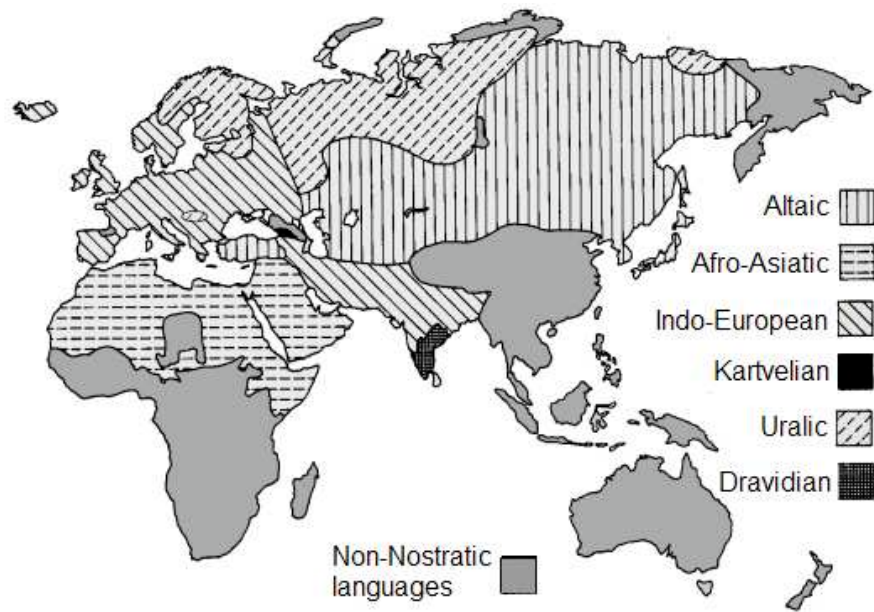 Altaic
Afro-Asiatic
Indo-European
Kartvelian
Uralic
Dravidian
Non-Nostratic
languages